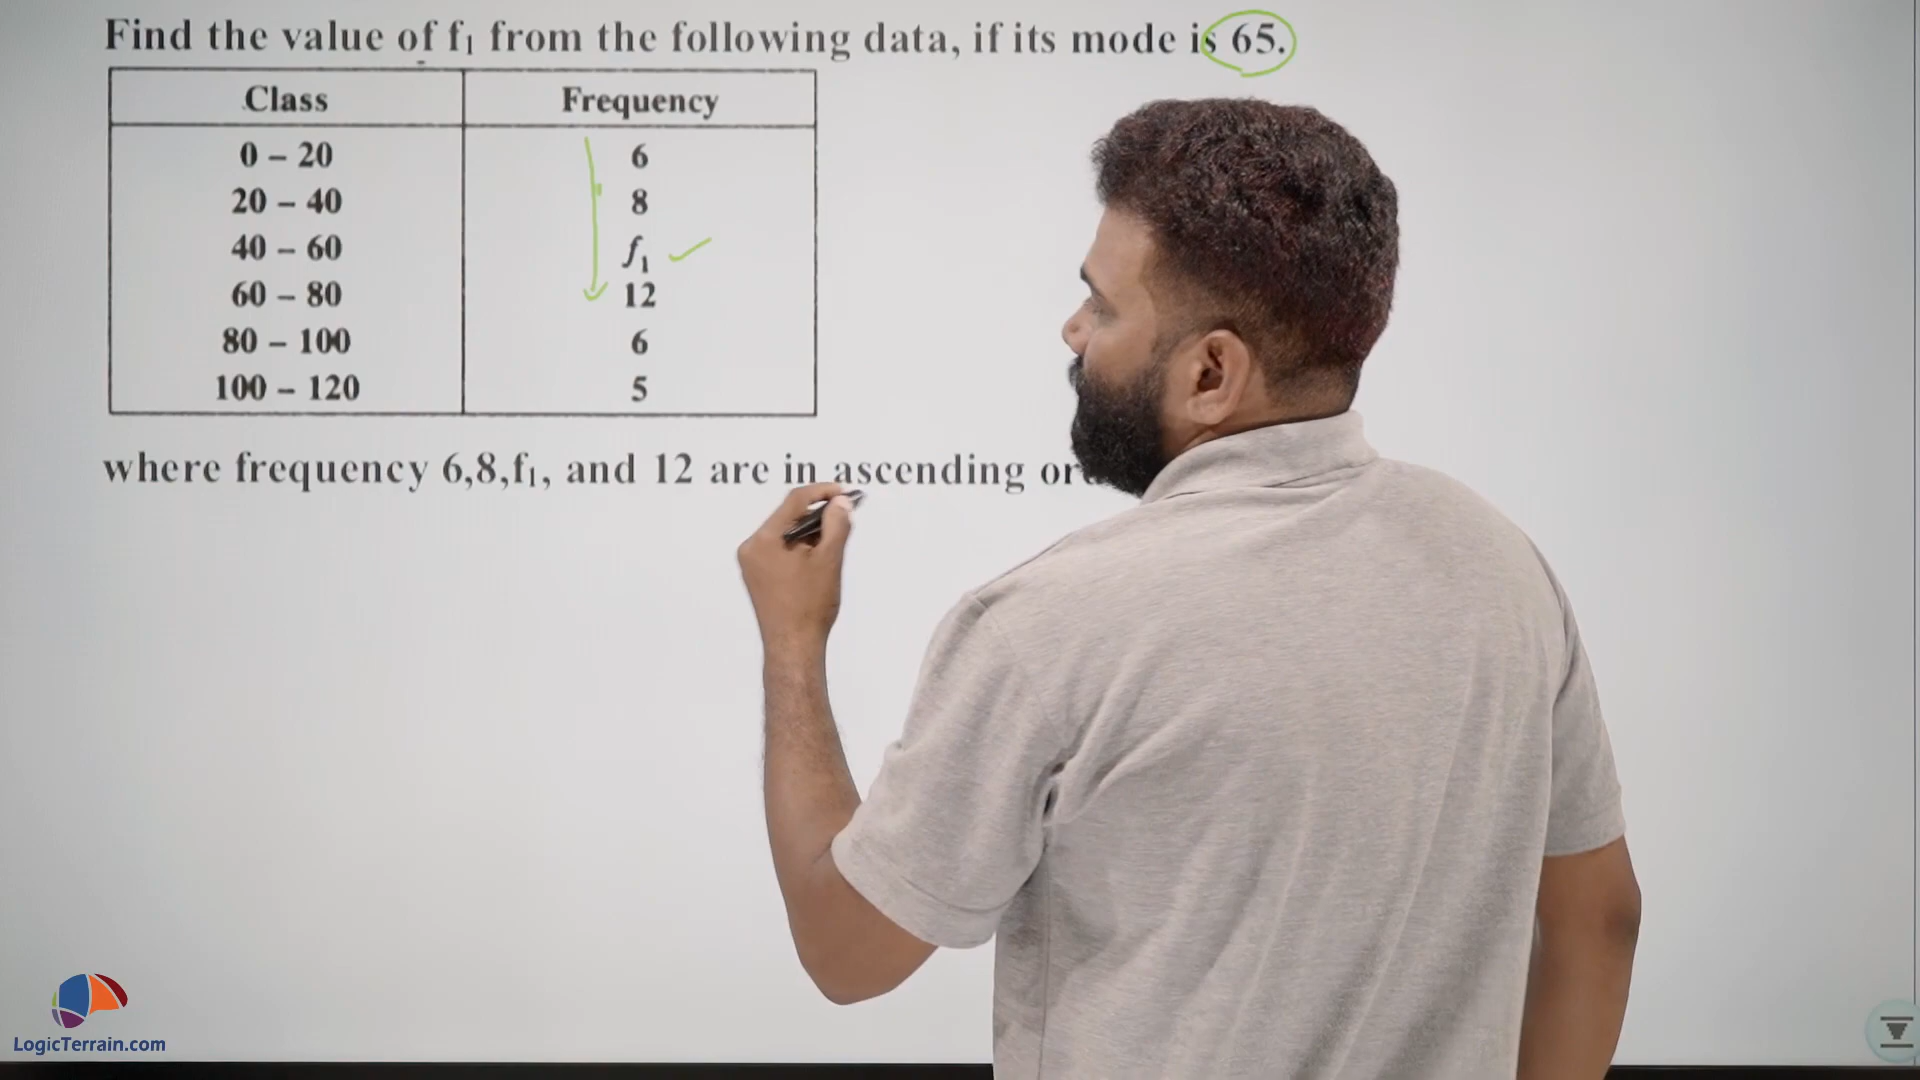 Find the value of f₁ from the following data, if its mode is 65.
Class Frequency
0 – 20 6
20 – 40 8
40 – 60 f₁
60 – 80 12
80 – 100 6
100 – 120 5
where frequency 6,8,f₁, and 12 are in ascending
LogicTerrain.com